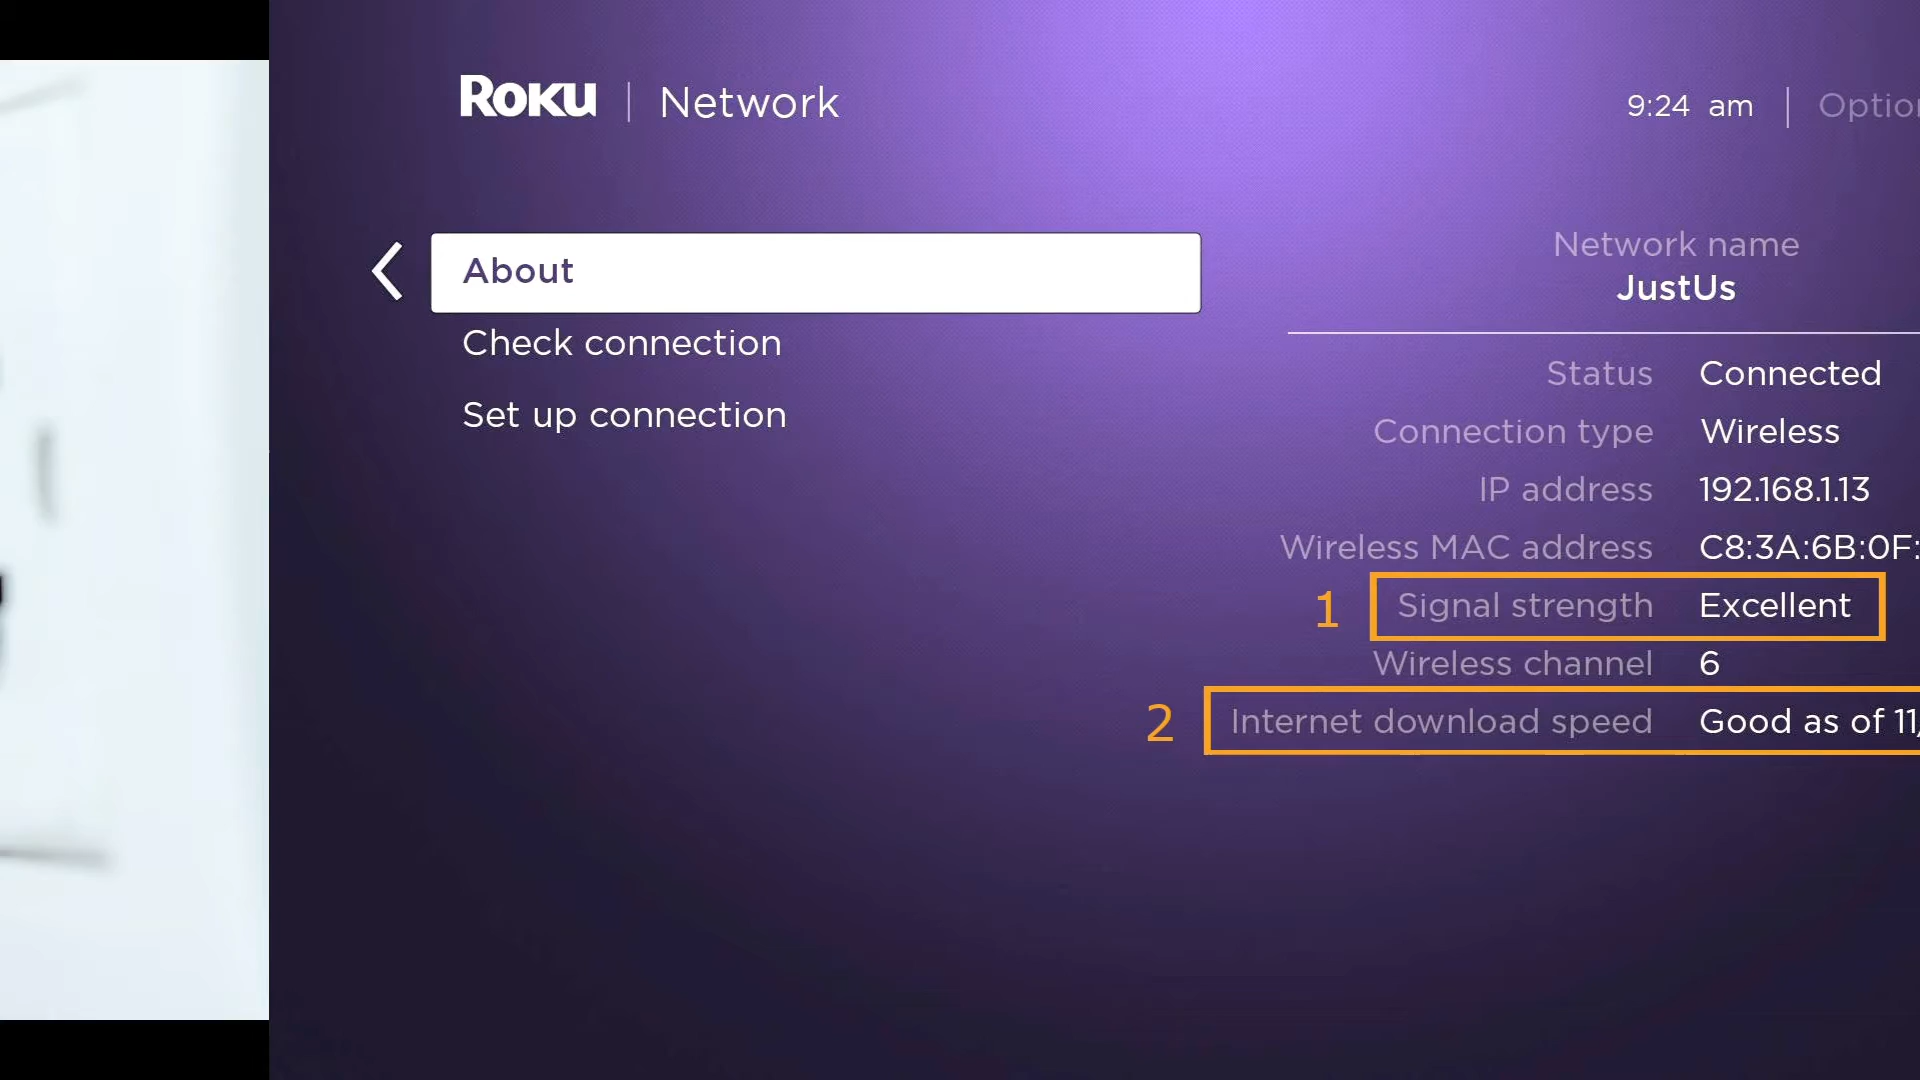 Roku | Network
9:24 am | Option
About
Check connection
Set up connection
Network name
JustUs
Status Connected
Connection type Wireless
IP address 192.168.1.13
Wireless MAC address C8:3A:6B:0F:
1 Signal strength Excellent
Wireless channel 6
2 Internet download speed Good as of 11/